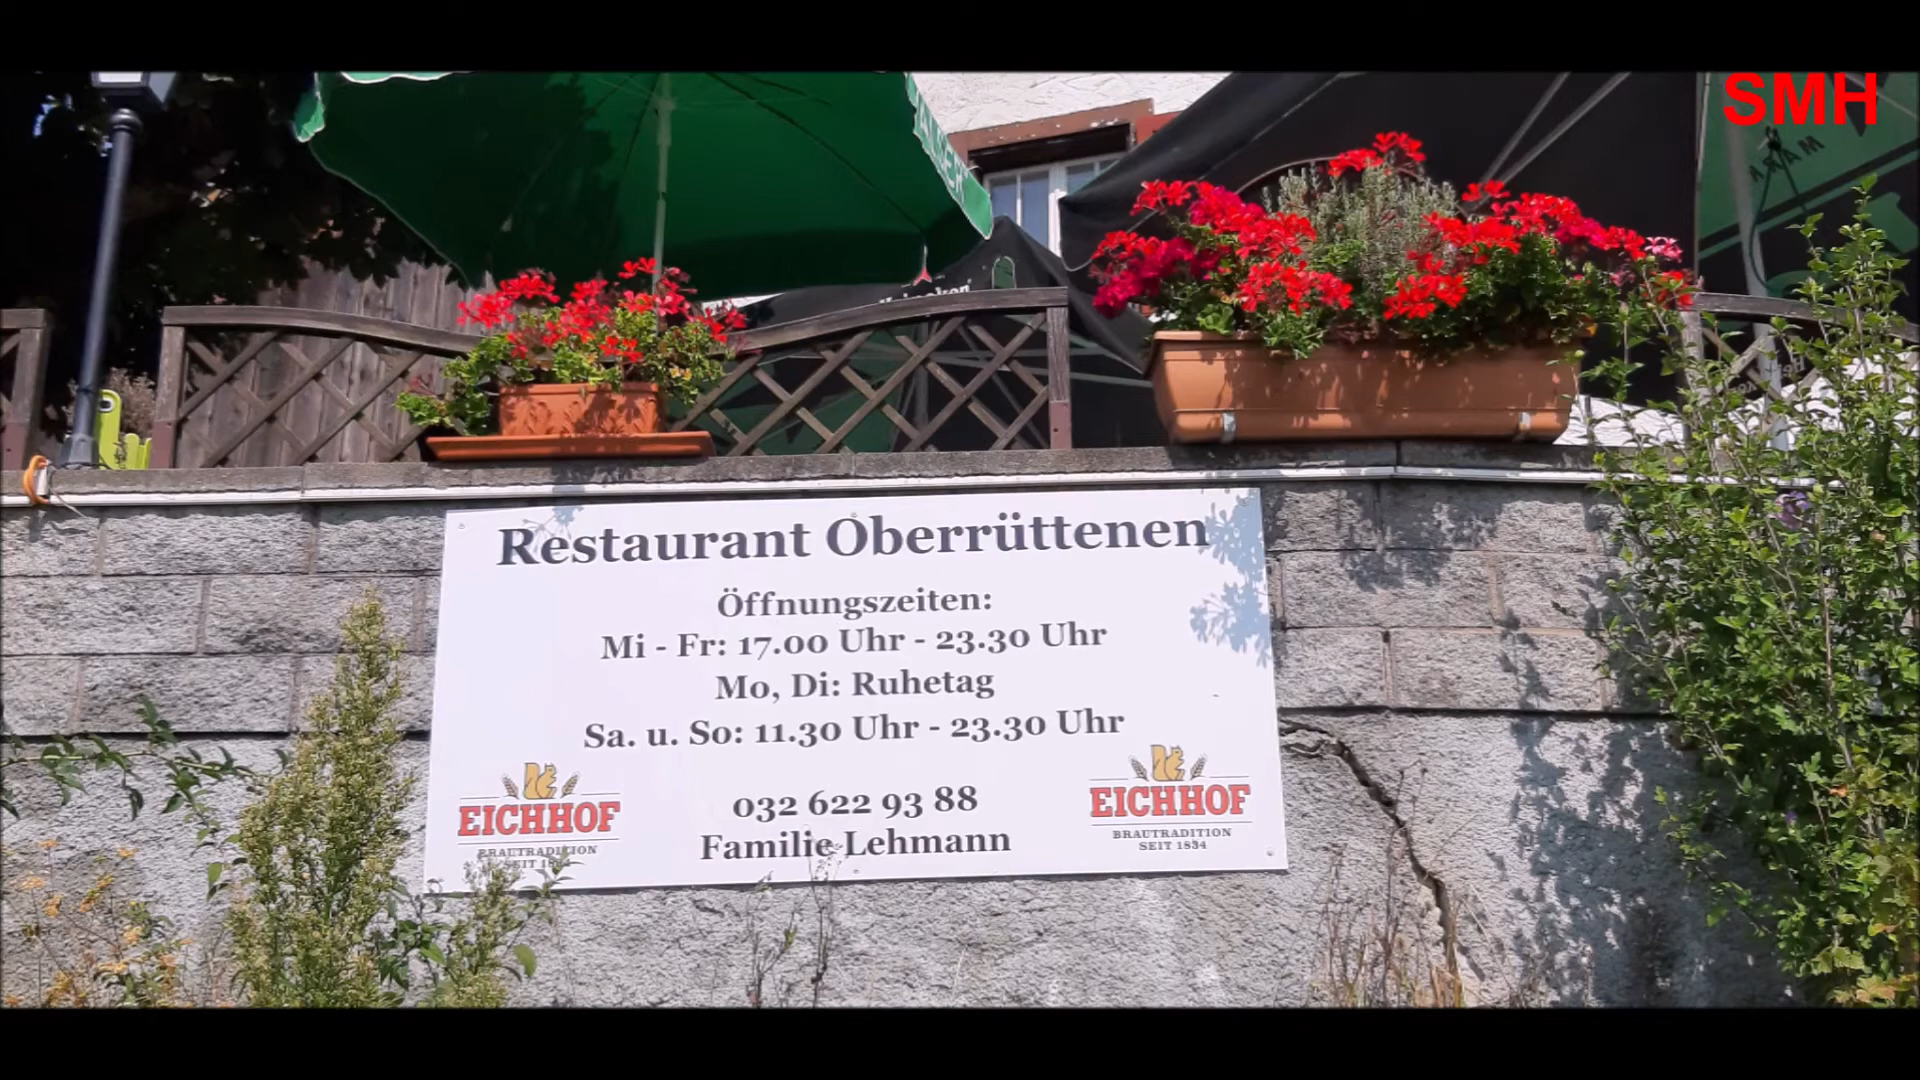 SMH
Restaurant Oberrüttenen
Öffnungszeiten:
Mi - Fr: 17.00 Uhr - 23.30 Uhr
Mo, Di: Ruhetag
Sa. u. So: 11.30 Uhr - 23.30 Uhr
032 622 93 88
Familie Lehmann
EICHHOF
BRAUTRADITION
EICHHOF
BRAUTRADITION
SEIT 1834